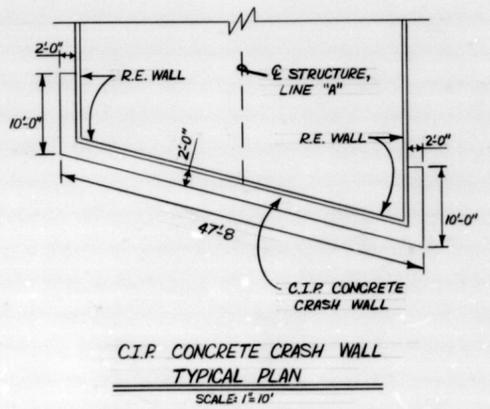 2'-0"
R.E. WALL
℄ STRUCTURE,
LINE "A"
10'-0"
2'-0"
R.E. WALL
2'-0"
10'-0"
47'-8
C.I.P. CONCRETE
CRASH WALL
C.I.P. CONCRETE CRASH WALL
TYPICAL PLAN
SCALE: 1"=10'